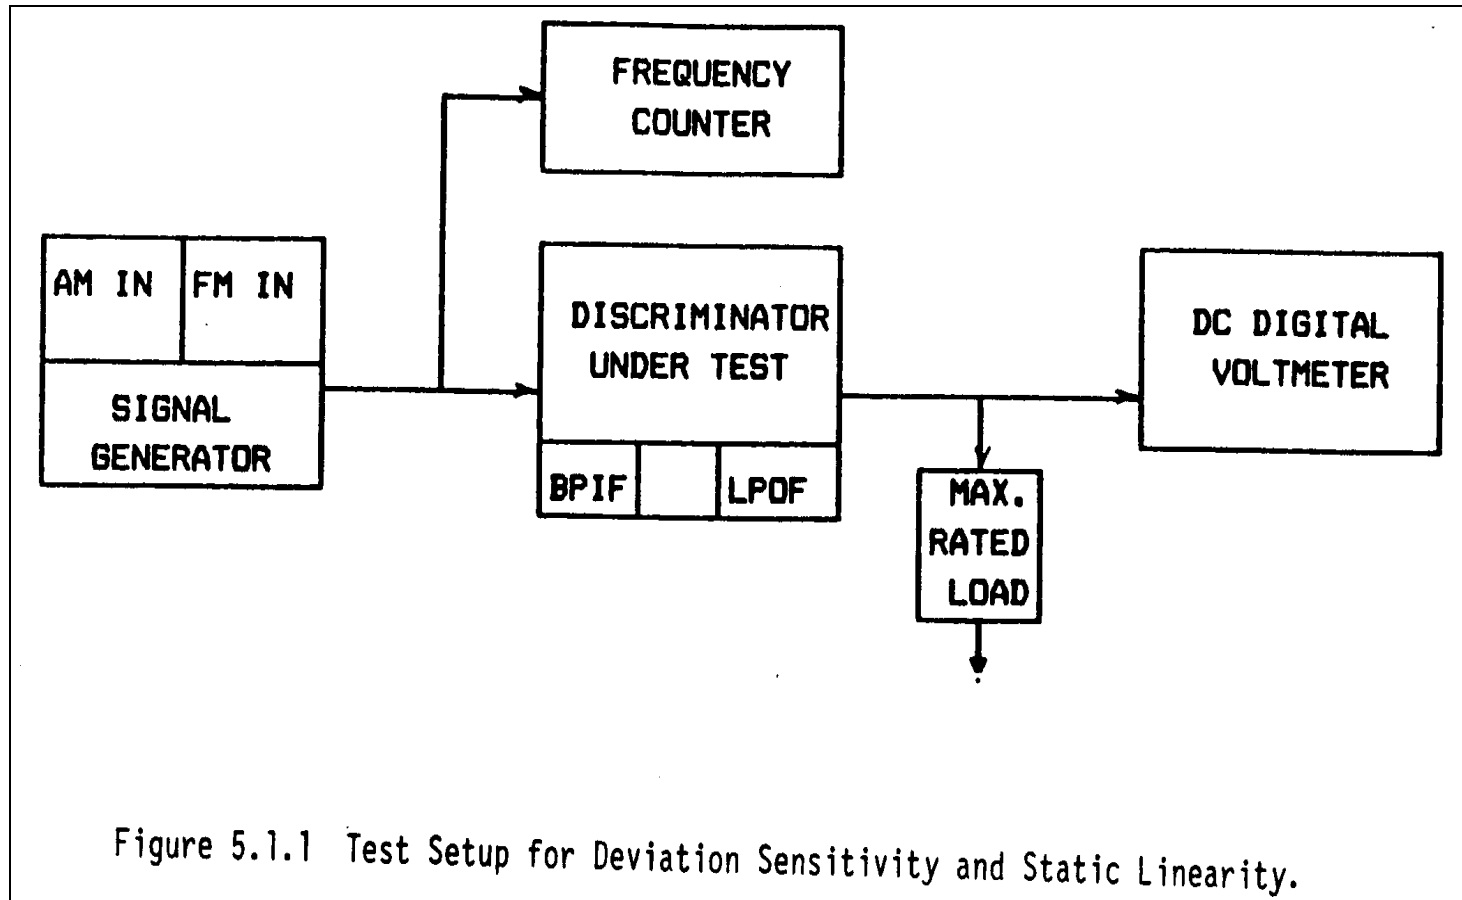 FREQUENCY
COUNTER
AM IN
FM IN
SIGNAL
GENERATOR
DISCRIMINATOR
UNDER TEST
BPIF
LPOF
DC DIGITAL
VOLTMETER
MAX.
RATED
LOAD
Figure 5.1.1 Test Setup for Deviation Sensitivity and Static Linearity.